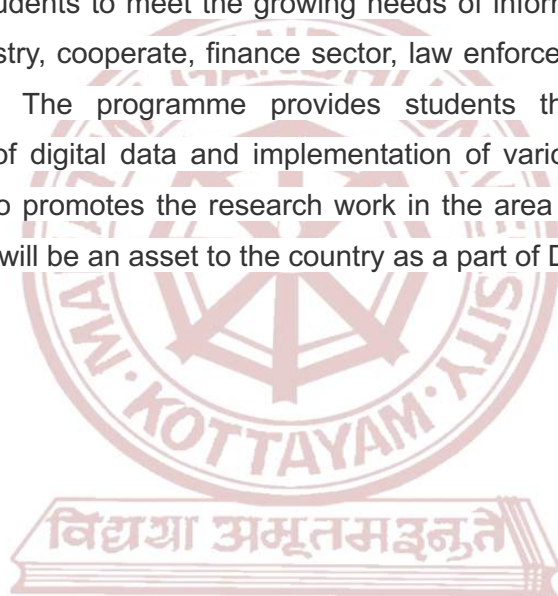 udents to meet the growing needs of inform
stry, cooperate, finance sector, law enforce
The programme provides students th
of digital data and implementation of vario
o promotes the research work in the area
will be an asset to the country as a part of D
KOTTAYAM
विद्यया अमृतमश्नुते